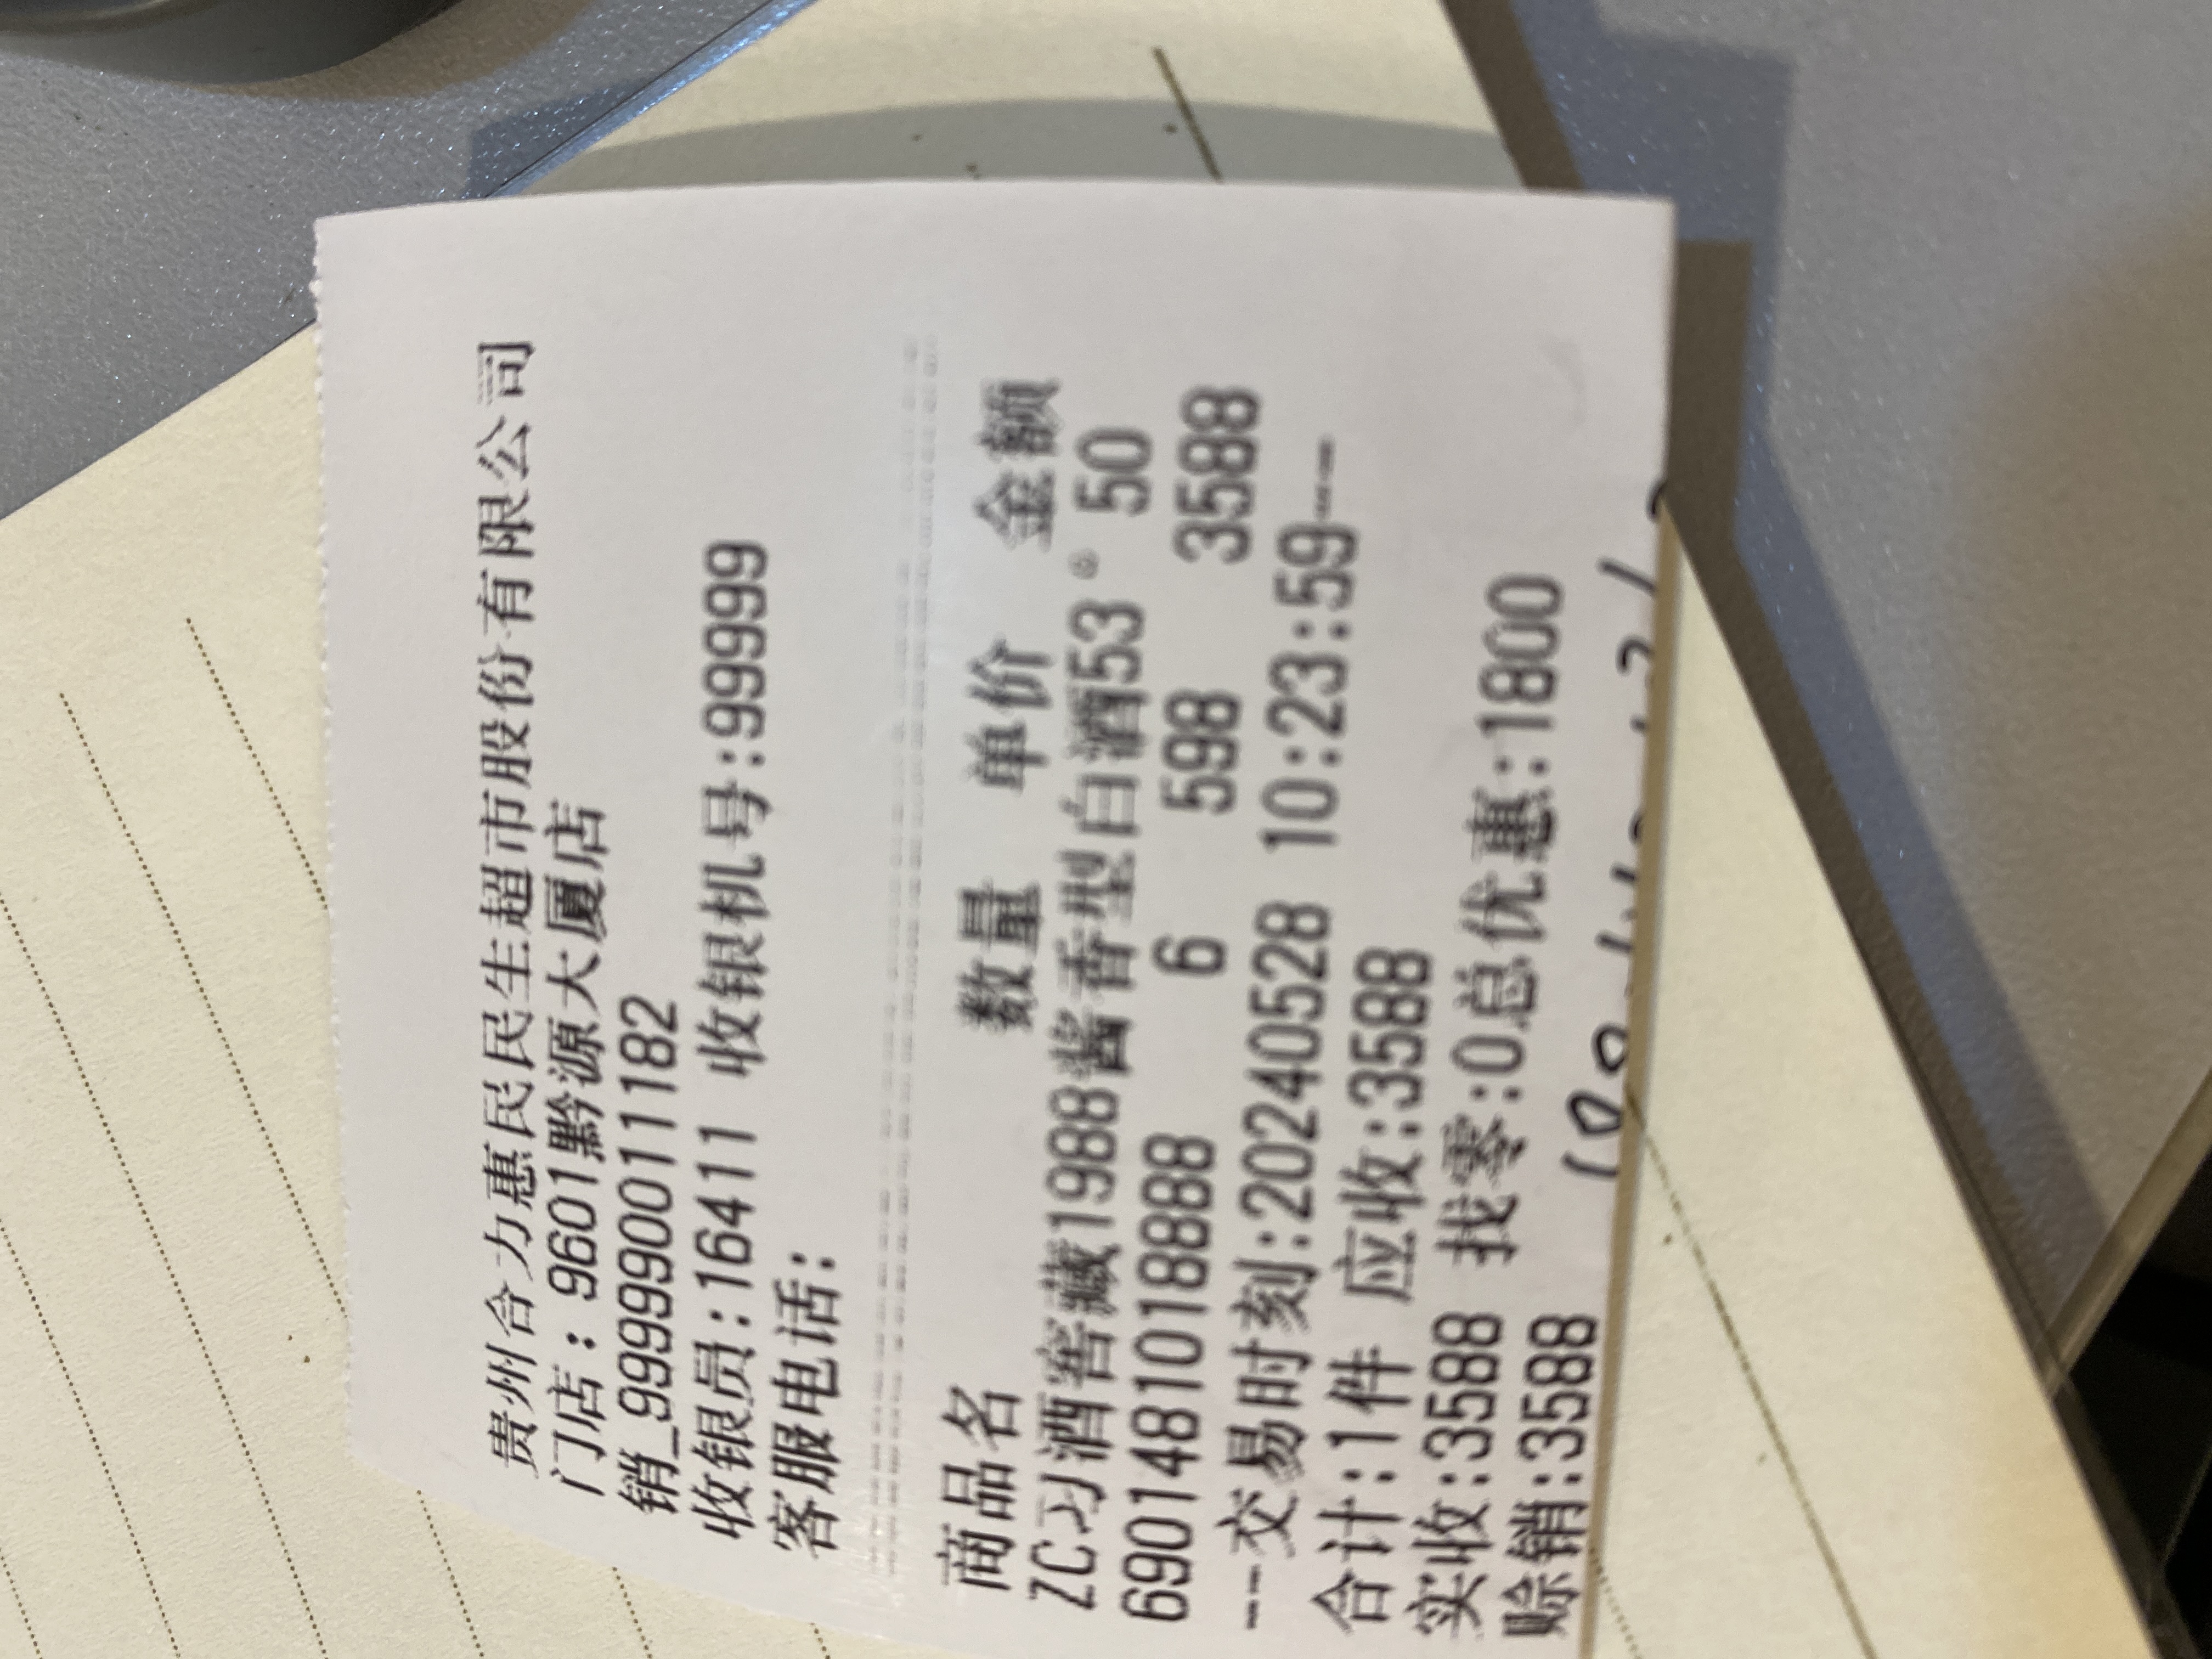 贵州合力惠民民生超市股份有限公司
门店：9601黔源大厦店
销_999990011182
收银员:16411 收银机号:99999
客服电话:
商品名 数量 单价 金额
ZC习酒窖藏1988酱香型白酒53° 50
6901481018888 6 598 3588
--交易时刻:20240528 10:23:59--
合计:1件 应收:3588
实收:3588 找零:0总优惠:1800
赊销:3588